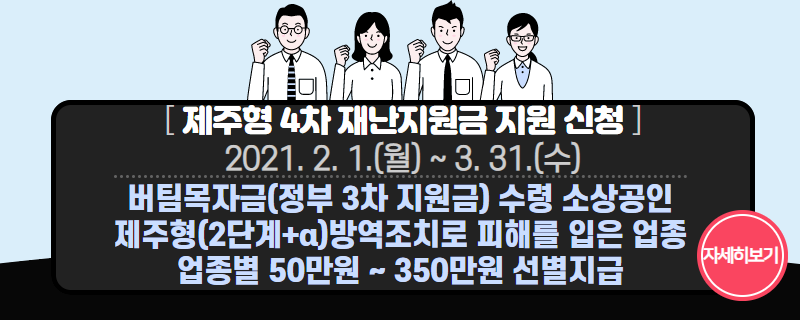 [ 제주형 4차 재난지원금 지원 신청 ]
2021. 2. 1.(월) ~ 3. 31.(수)
버팀목자금(정부 3차 지원금) 수령 소상공인
제주형(2단계+α)방역조치로 피해를 입은 업종
업종별 50만원 ~ 350만원 선별지급
자세히보기